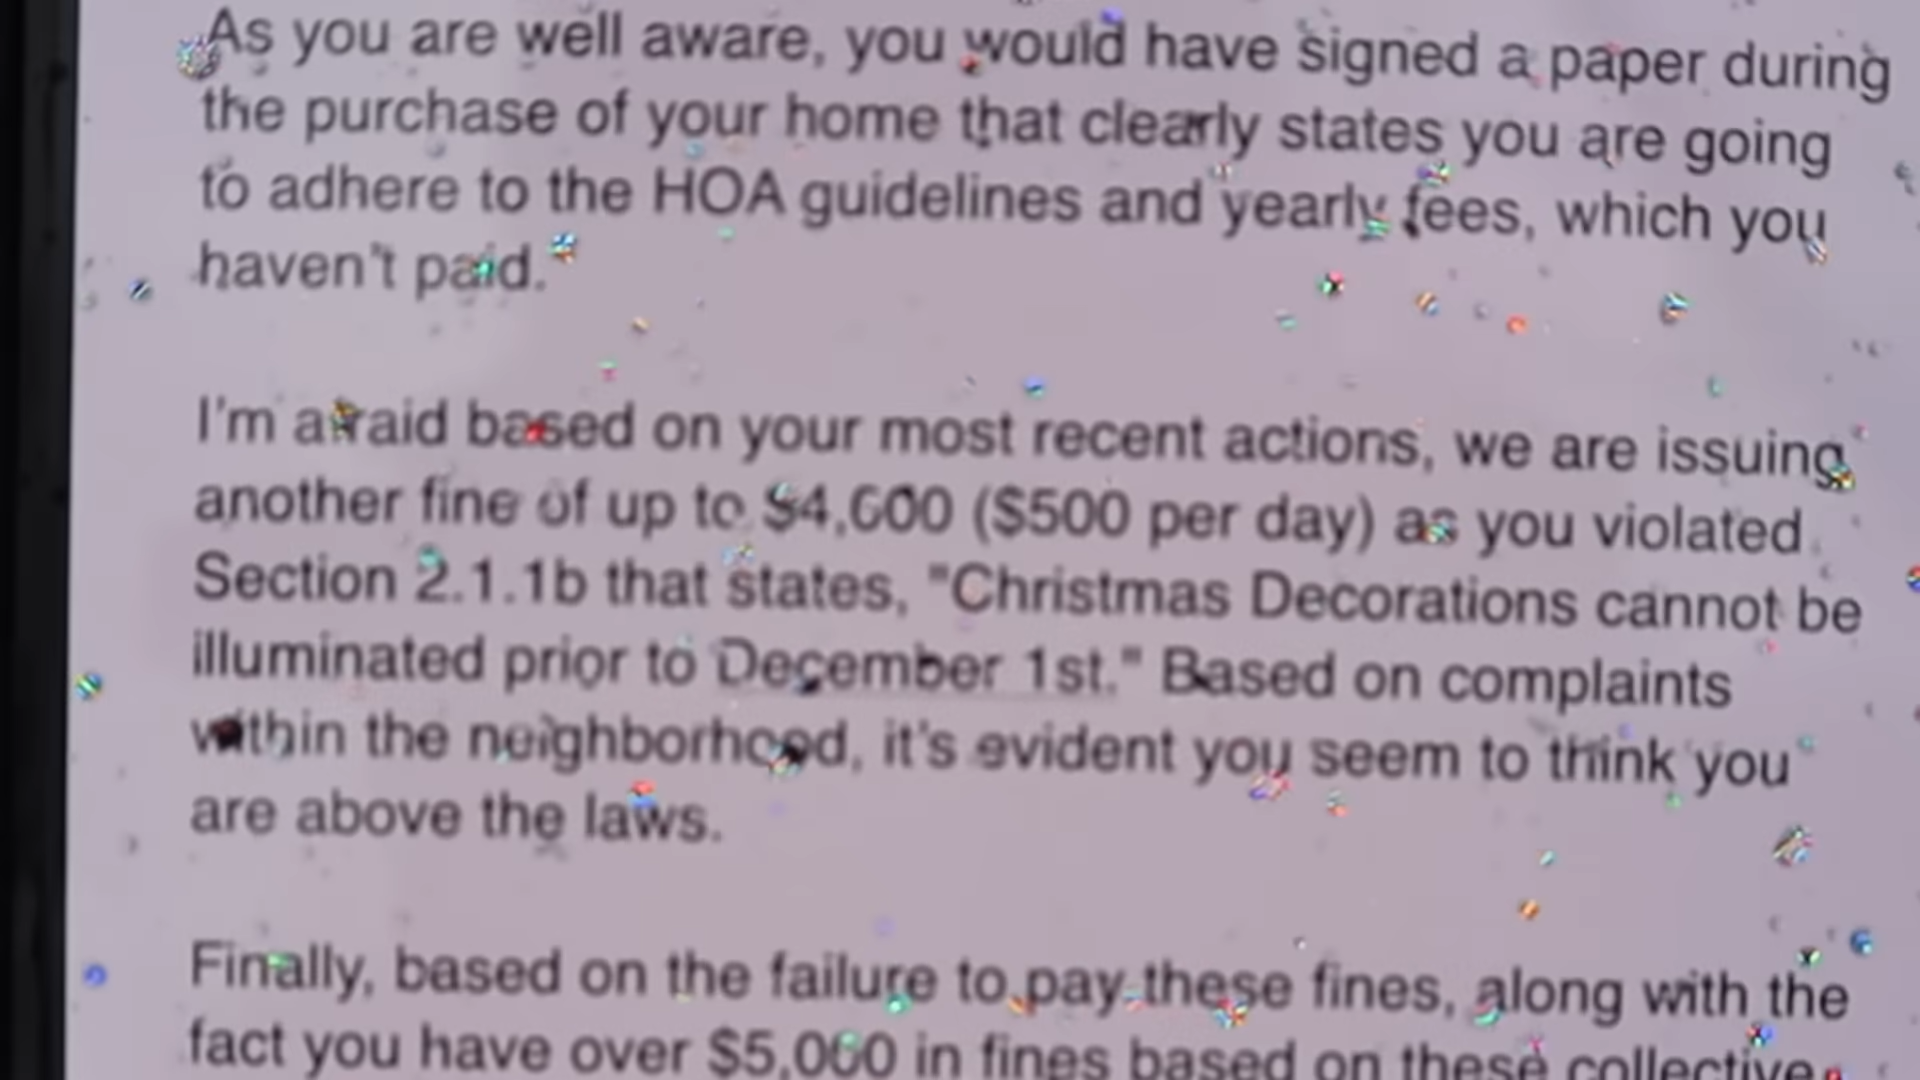 As you are well aware, you would have signed a paper during
the purchase of your home that clearly states you are going
to adhere to the HOA guidelines and yearly fees, which you
haven't paid.
I'm afraid based on your most recent actions, we are issuing
another fine of up to $4,600 ($500 per day) as you violated
Section 2.1.1b that states, "Christmas Decorations cannot be
illuminated prior to December 1st." Based on complaints
within the neighborhood, it's evident you seem to think you
are above the laws.
Finally, based on the failure to pay these fines, along with the
fact you have over $5,000 in fines based on these collective